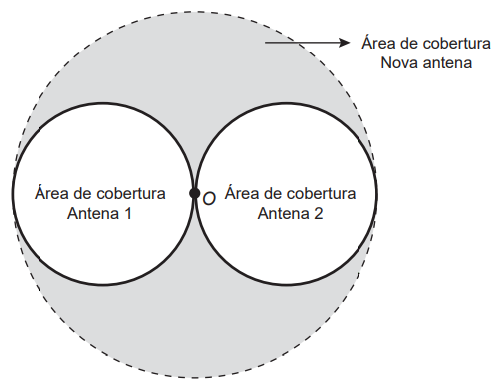 Área de cobertura
Nova antena
Área de cobertura
Antena 1
O
Área de cobertura
Antena 2